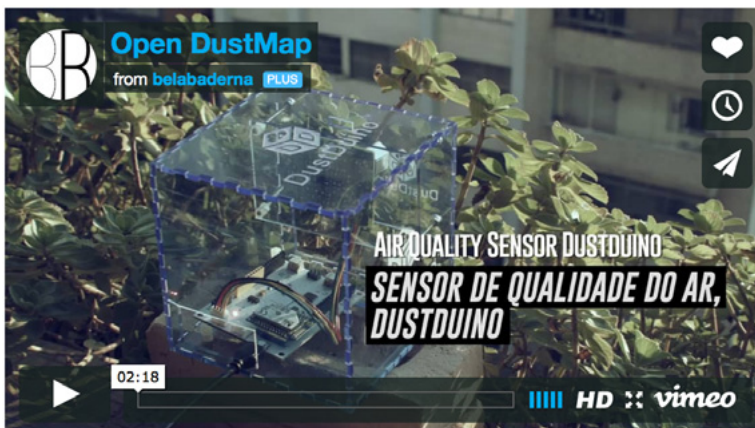 Open DustMap
from belabaderna PLUS
DustDuino
AIR QUALITY SENSOR DUSTDUINO
SENSOR DE QUALIDADE DO AR,
DUSTDUINO
02:18
HD vimeo